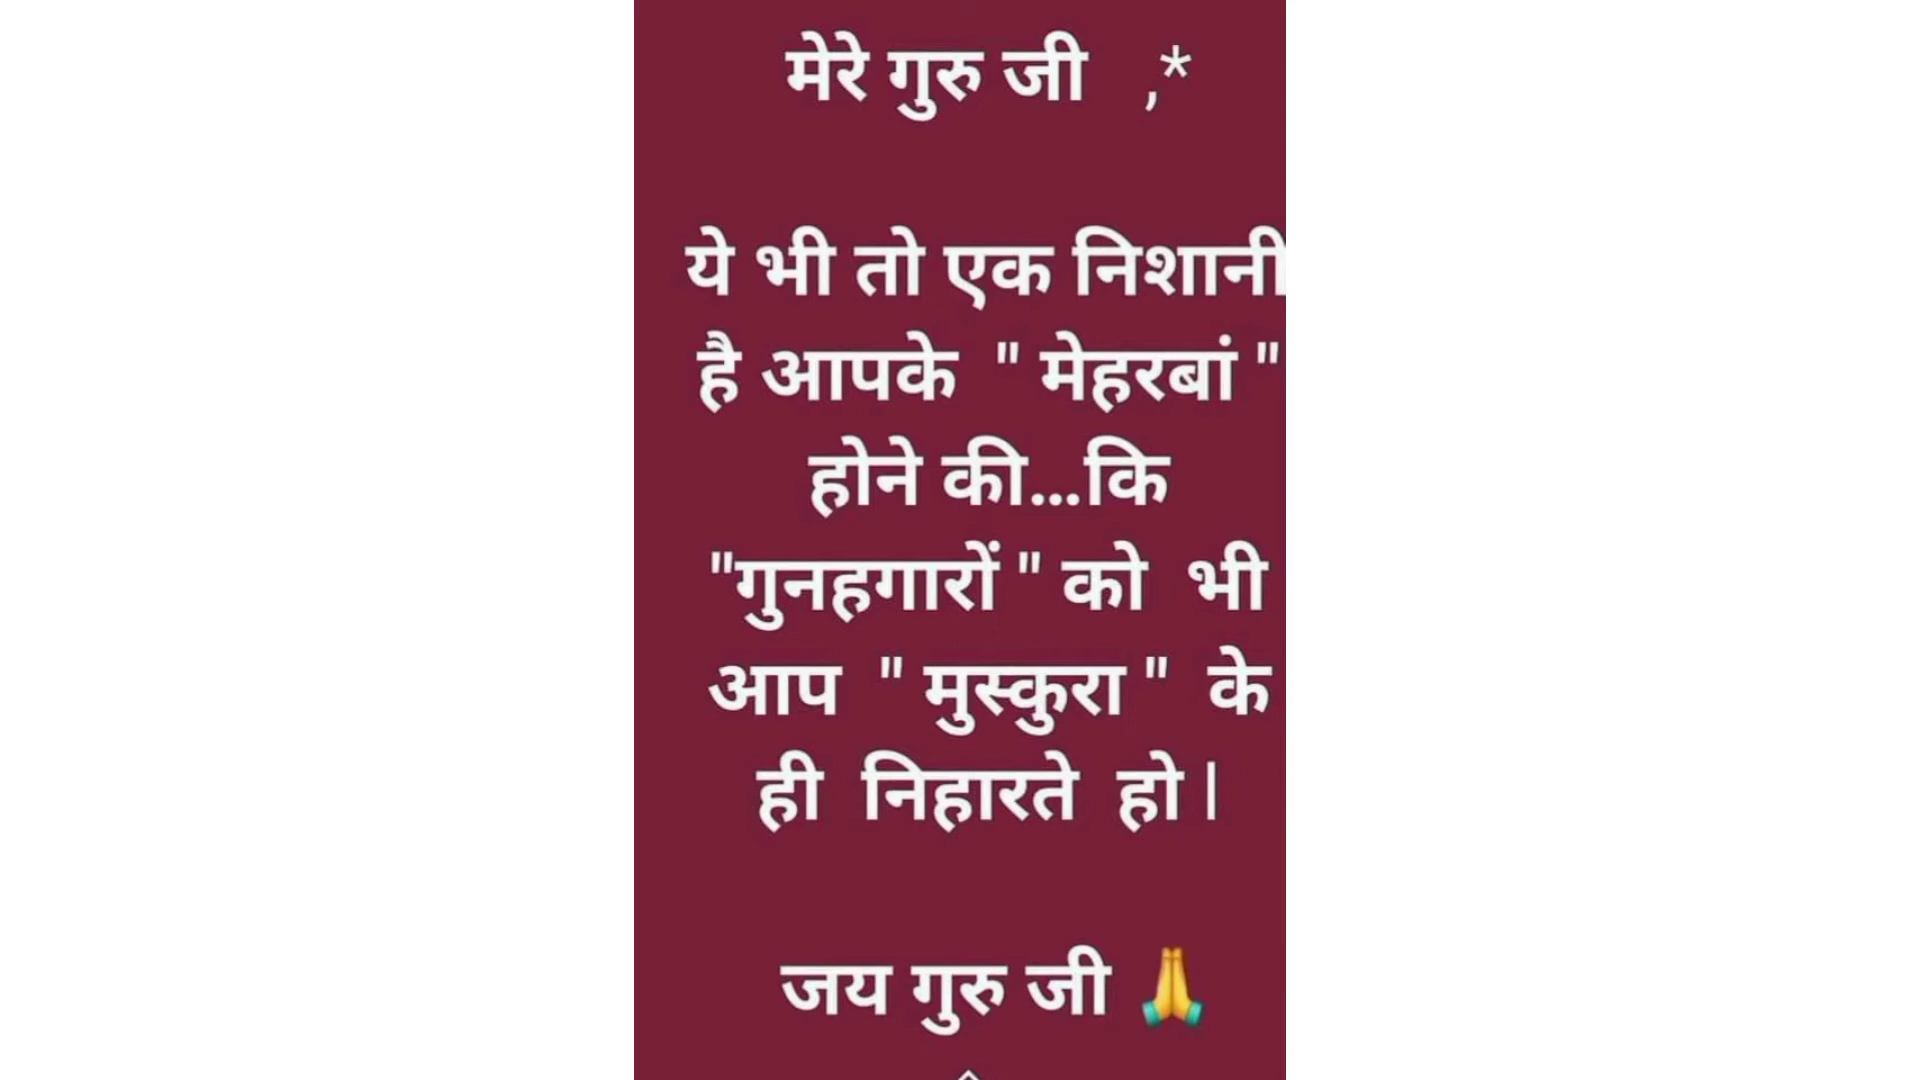 मेरे गुरु जी ,*
ये भी तो एक निशानी
है आपके " मेहरबां "
होने की...कि
"गुनहगारों " को भी
आप " मुस्कुरा " के
ही निहारते हो |
जय गुरु जी 🙏